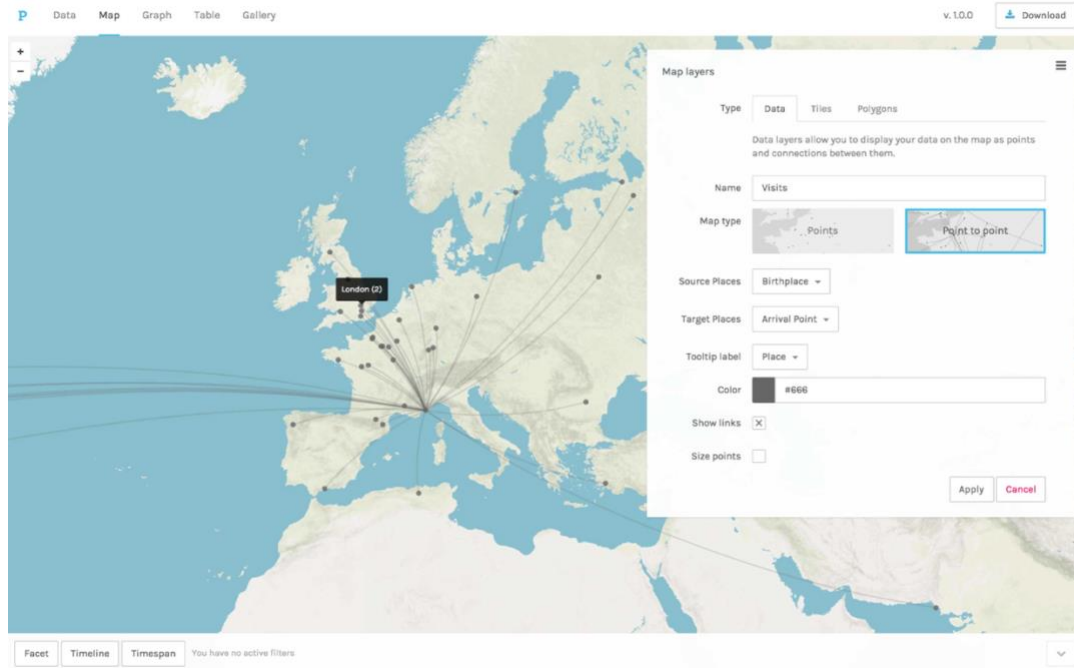 P Data Map Graph Table Gallery v. 1.0.0 Download
+
−
Map layers
Type Data Tiles Polygons
Data layers allow you to display your data on the map as points
and connections between them.
Name Visits
Map type Points Point to point
London (2)
Source Places Birthplace
Target Places Arrival Point
Tooltip label Place
Color #666
Show links
Size points
Apply Cancel
Facet Timeline Timespan You have no active filters